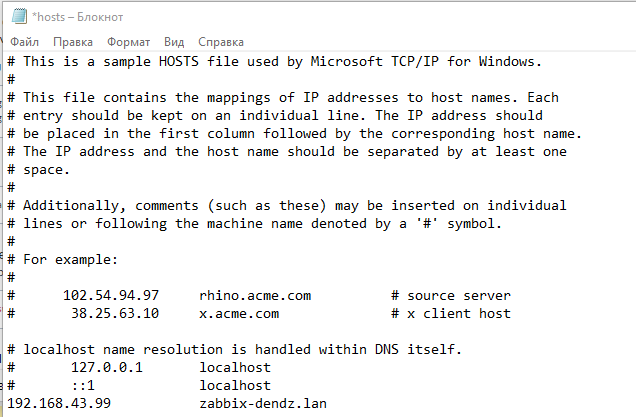 *hosts – Блокнот
Файл Правка Формат Вид Справка
# This is a sample HOSTS file used by Microsoft TCP/IP for Windows.
#
# This file contains the mappings of IP addresses to host names. Each
# entry should be kept on an individual line. The IP address should
# be placed in the first column followed by the corresponding host name.
# The IP address and the host name should be separated by at least one
# space.
#
# Additionally, comments (such as these) may be inserted on individual
# lines or following the machine name denoted by a '#' symbol.
#
# For example:
#
#      102.54.94.97     rhino.acme.com          # source server
#       38.25.63.10     x.acme.com              # x client host

# localhost name resolution is handled within DNS itself.
#       127.0.0.1       localhost
#       ::1             localhost
192.168.43.99           zabbix-dendz.lan